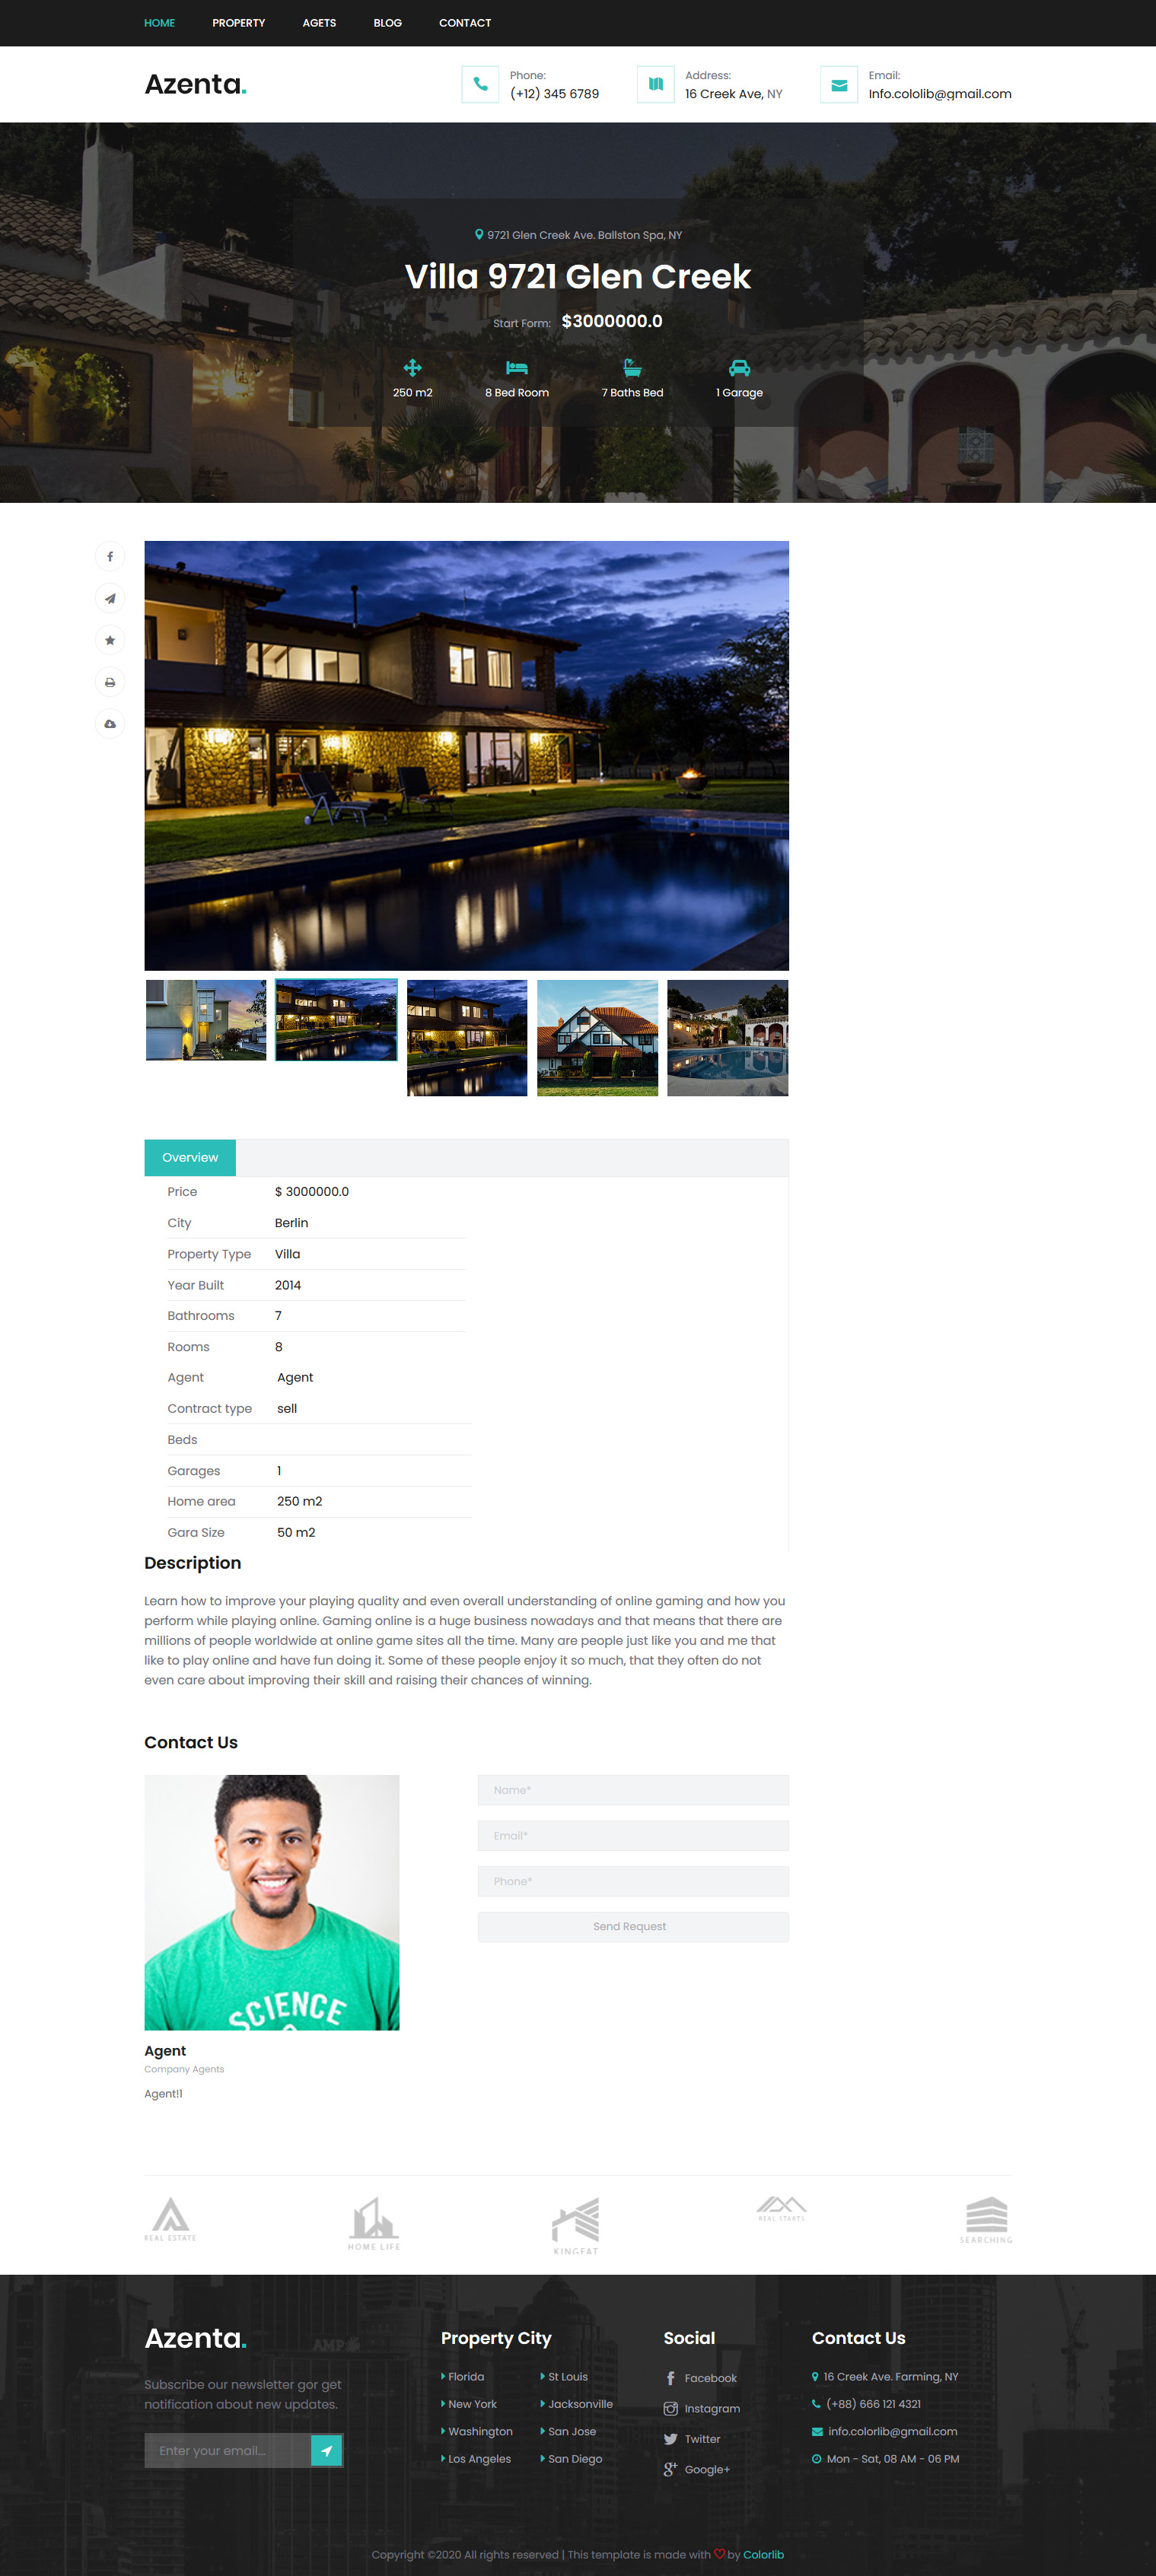 HOME PROPERTY AGETS BLOG CONTACT
Azenta.
Phone:
(+12) 345 6789
Address:
16 Creek Ave, NY
Email:
Info.cololib@gmail.com
9721 Glen Creek Ave. Ballston Spa, NY
Villa 9721 Glen Creek
Start Form: $3000000.0
250 m2 8 Bed Room 7 Baths Bed 1 Garage
Overview
Price $ 3000000.0
City Berlin
Property Type Villa
Year Built 2014
Bathrooms 7
Rooms 8
Agent Agent
Contract type sell
Beds
Garages 1
Home area 250 m2
Gara Size 50 m2
Description
Learn how to improve your playing quality and even overall understanding of online gaming and how you
perform while playing online. Gaming online is a huge business nowadays and that means that there are
millions of people worldwide at online game sites all the time. Many are people just like you and me that
like to play online and have fun doing it. Some of these people enjoy it so much, that they often do not
even care about improving their skill and raising their chances of winning.
Contact Us
SCIENCE
Agent
Company Agents
Agent!1
Name*
Email*
Phone*
Send Request
REAL ESTATE
HOME LIFE
KINGFAT
REAL STARTS
SEARCHING
Azenta.
Subscribe our newsletter gor get
notification about new updates.
Enter your email...
Property City
Florida
New York
Washington
Los Angeles
St Louis
Jacksonville
San Jose
San Diego
Social
Facebook
Instagram
Twitter
Google+
Contact Us
16 Creek Ave. Farming, NY
(+88) 666 121 4321
info.colorlib@gmail.com
Mon - Sat, 08 AM - 06 PM
Copyright ©2020 All rights reserved | This template is made with ♡ by Colorlib